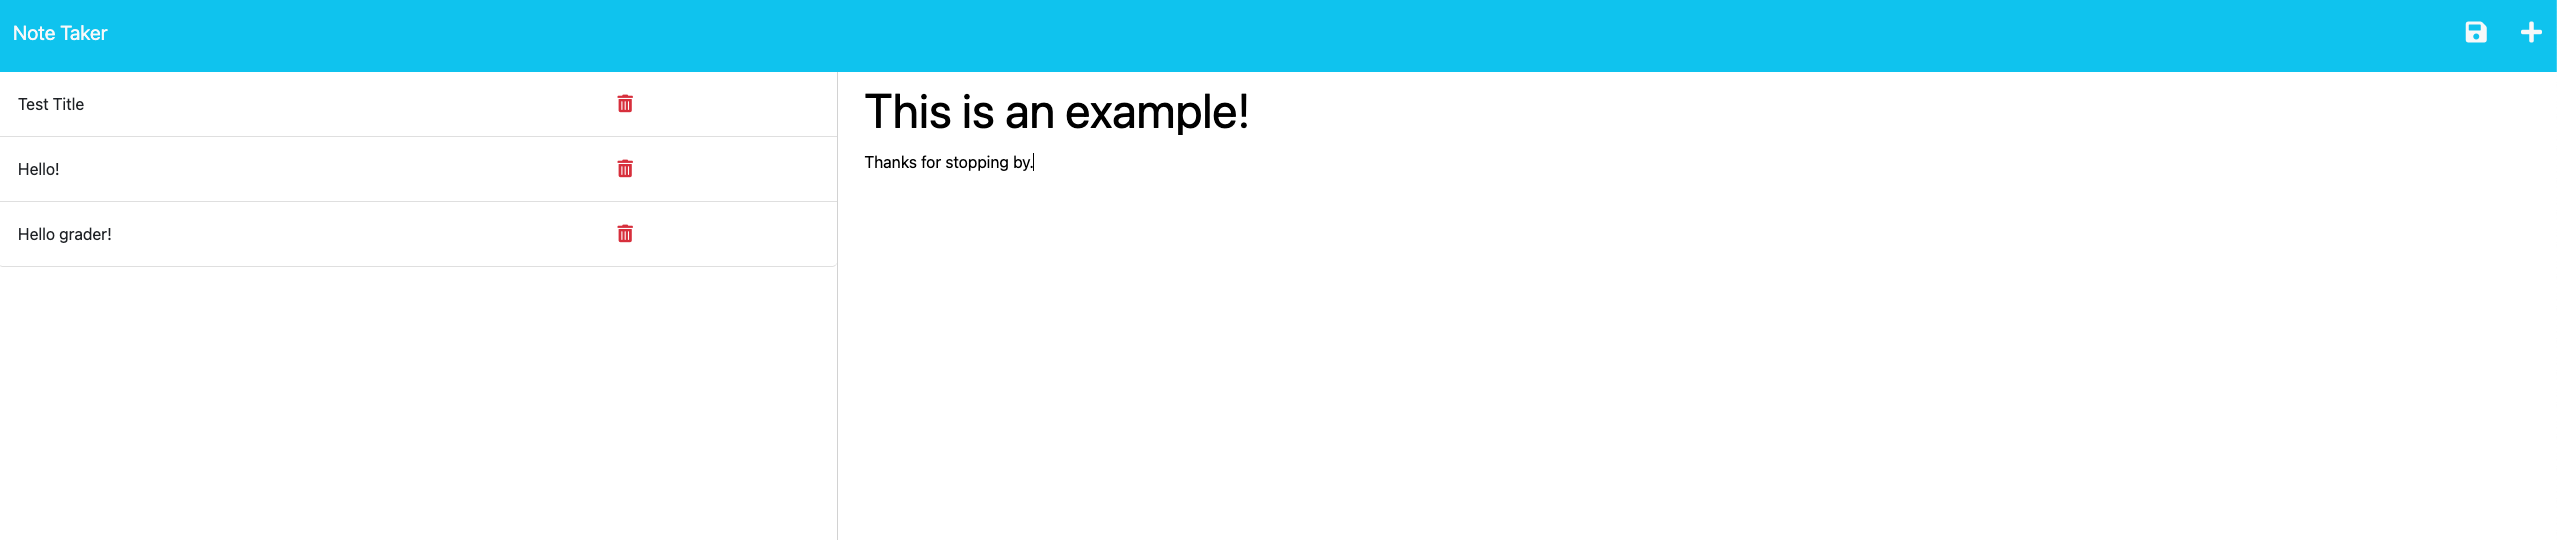 Note Taker
Test Title
Hello!
Hello grader!
This is an example!
Thanks for stopping by.